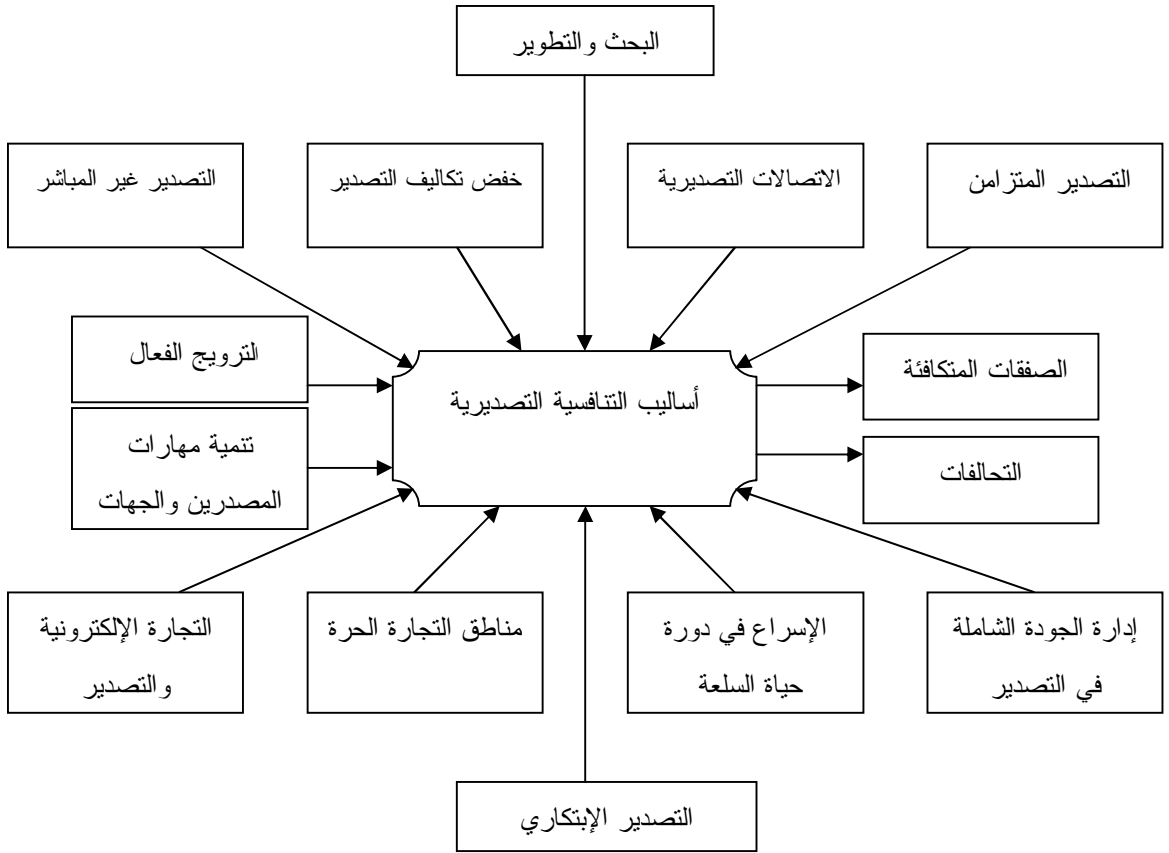 البحث والتطوير
التصدير المتزامن
الاتصالات التصديرية
خفض تكاليف التصدير
التصدير غير المباشر
الصفقات المتكافئة
أساليب التنافسية التصديرية
لترويج الفعال
التحالفات
تنمية مهارات
المصدرين والجهات
إدارة الجودة الشاملة
في التصدير
الإسراع في دورة
حياة السلعة
مناطق التجارة الحرة
التجارة الإلكترونية
والتصدير
التصدير الإبتكاري